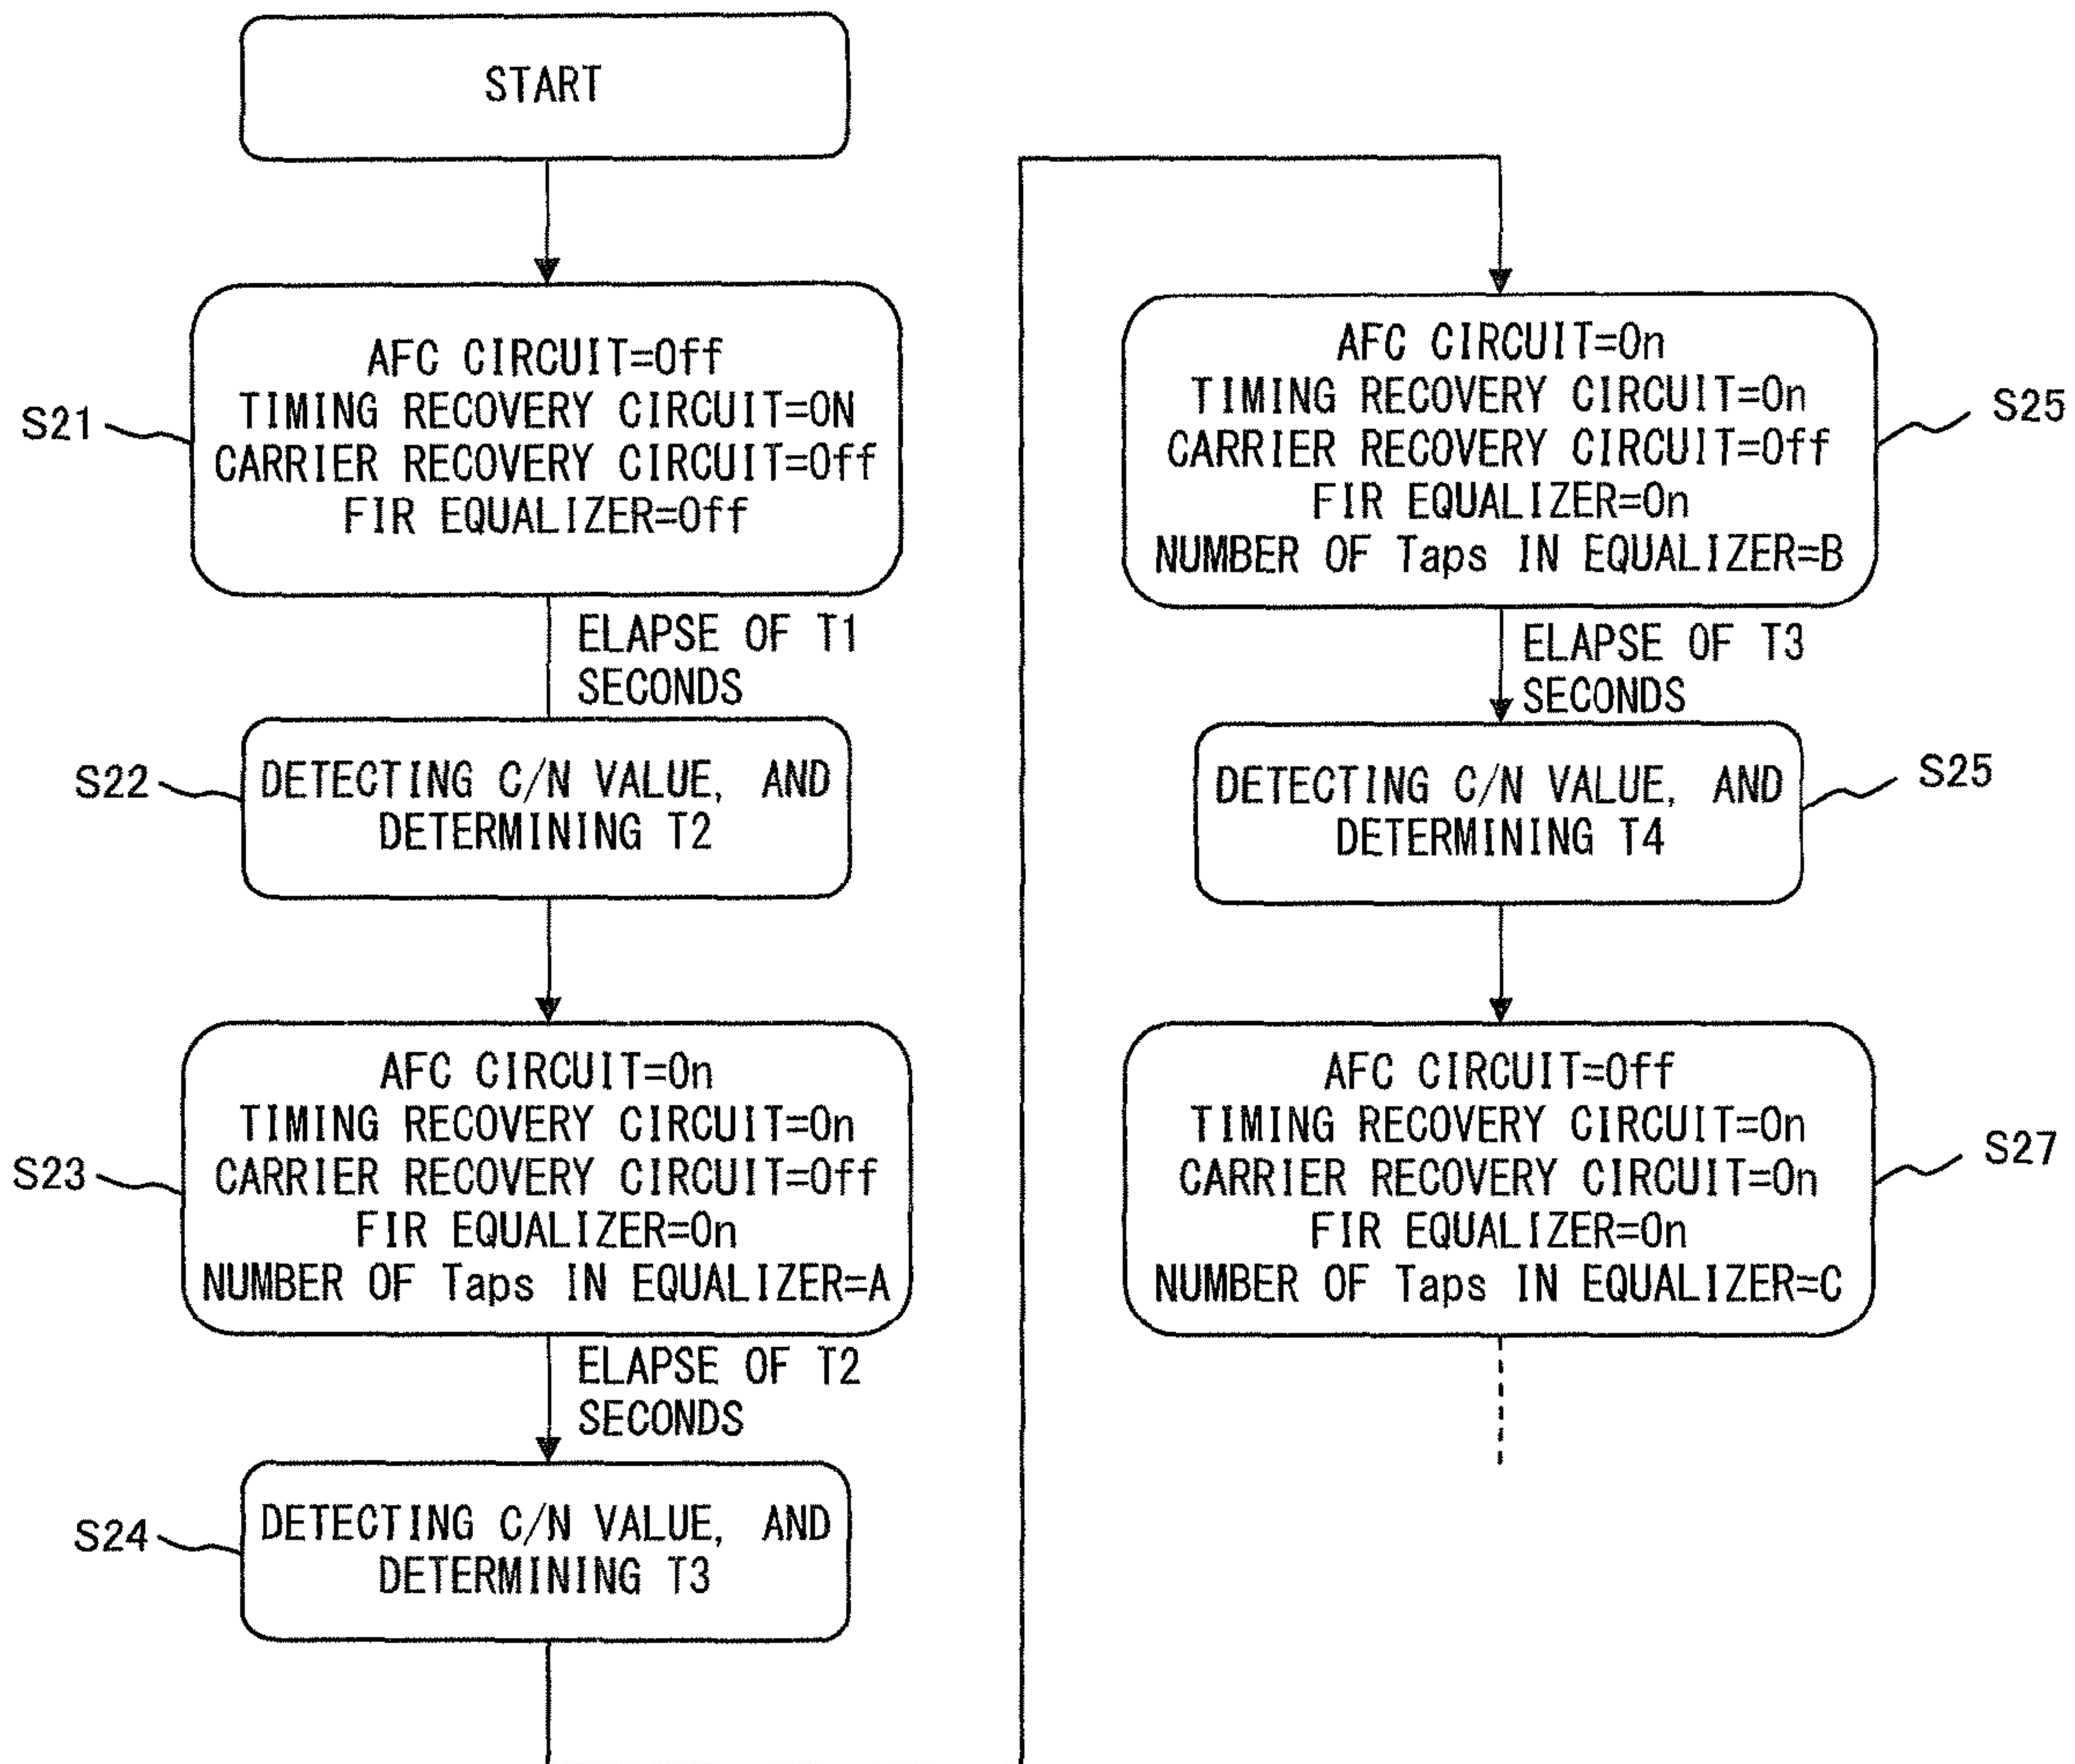 START
S21
AFC CIRCUIT=Off
TIMING RECOVERY CIRCUIT=ON
CARRIER RECOVERY CIRCUIT=Off
FIR EQUALIZER=Off
ELAPSE OF T1
SECONDS
S22
DETECTING C/N VALUE, AND
DETERMINING T2
S23
AFC CIRCUIT=On
TIMING RECOVERY CIRCUIT=On
CARRIER RECOVERY CIRCUIT=Off
FIR EQUALIZER=On
NUMBER OF Taps IN EQUALIZER=A
ELAPSE OF T2
SECONDS
S24
DETECTING C/N VALUE, AND
DETERMINING T3
AFC CIRCUIT=On
TIMING RECOVERY CIRCUIT=On
CARRIER RECOVERY CIRCUIT=Off
FIR EQUALIZER=On
NUMBER OF Taps IN EQUALIZER=B
S25
ELAPSE OF T3
SECONDS
DETECTING C/N VALUE, AND
DETERMINING T4
S25
AFC CIRCUIT=Off
TIMING RECOVERY CIRCUIT=On
CARRIER RECOVERY CIRCUIT=On
FIR EQUALIZER=On
NUMBER OF Taps IN EQUALIZER=C
S27